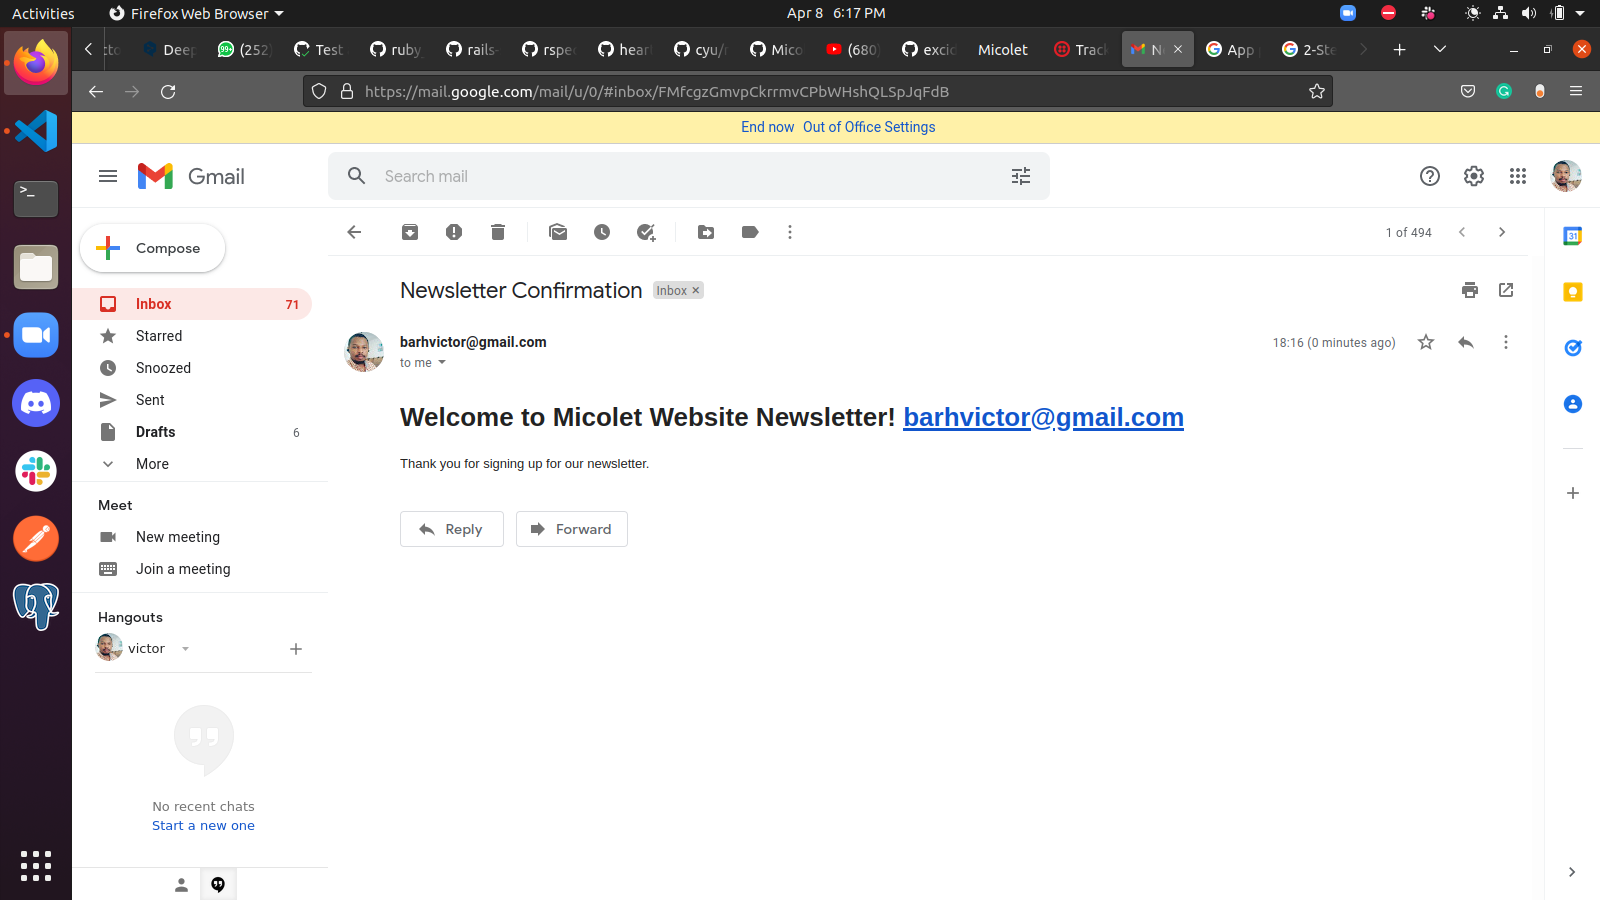 Activities
Firefox Web Browser
Apr 8 6:17 PM
Deep
(252)
Test
ruby
rails-
rspec
hear
cyu/r
Mico
(680)
excid
Micolet
Track
N
App
2-Ste
https://mail.google.com/mail/u/0/#inbox/FMfcgzGmvpCkrrmvCPbWHshQLSpJqFdB
End now Out of Office Settings
Gmail
Search mail
Compose
1 of 494
Inbox 71
Starred
Snoozed
Sent
Drafts 6
More
Meet
New meeting
Join a meeting
Hangouts
victor
No recent chats
Start a new one
Newsletter Confirmation Inbox ×
barhvictor@gmail.com
18:16 (0 minutes ago)
to me
Welcome to Micolet Website Newsletter! barhvictor@gmail.com
Thank you for signing up for our newsletter.
Reply
Forward
31